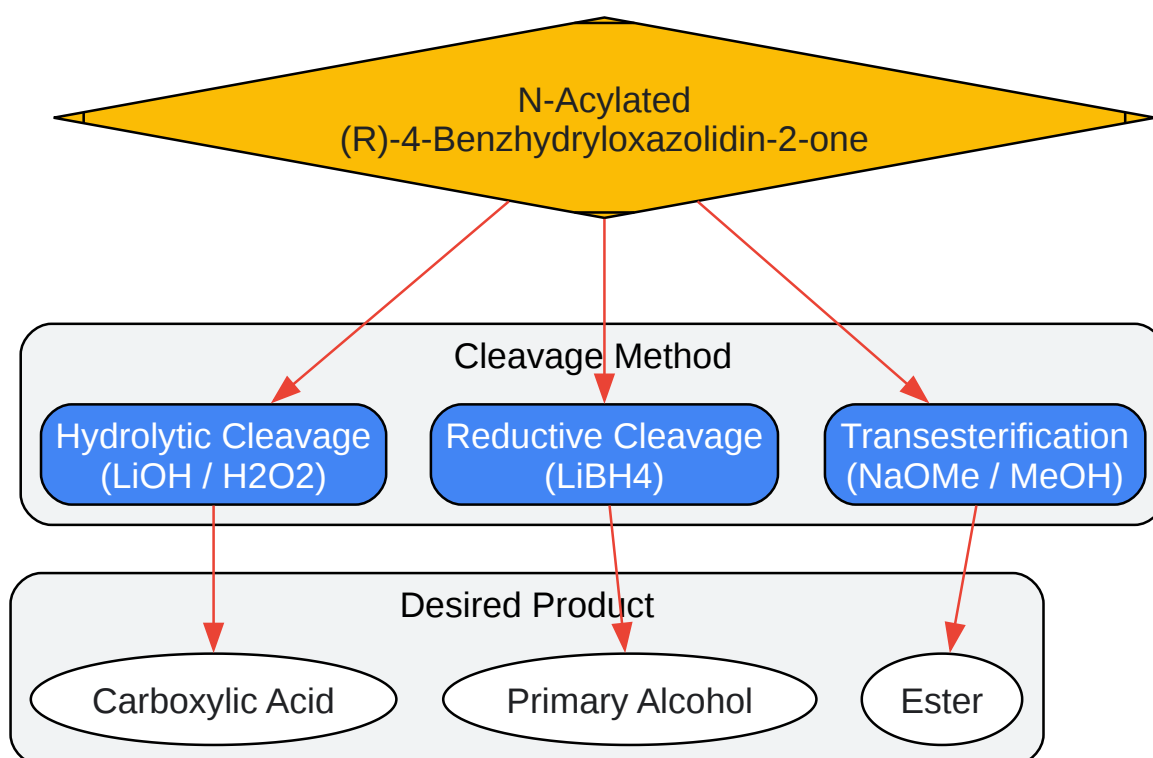 N-Acylated
(R)-4-Benzhydryloxazolidin-2-one
Cleavage Method
Hydrolytic Cleavage
(LiOH / H2O2)
Reductive Cleavage
(LiBH4)
Transesterification
(NaOMe / MeOH)
Desired Product
Carboxylic Acid
Primary Alcohol
Ester